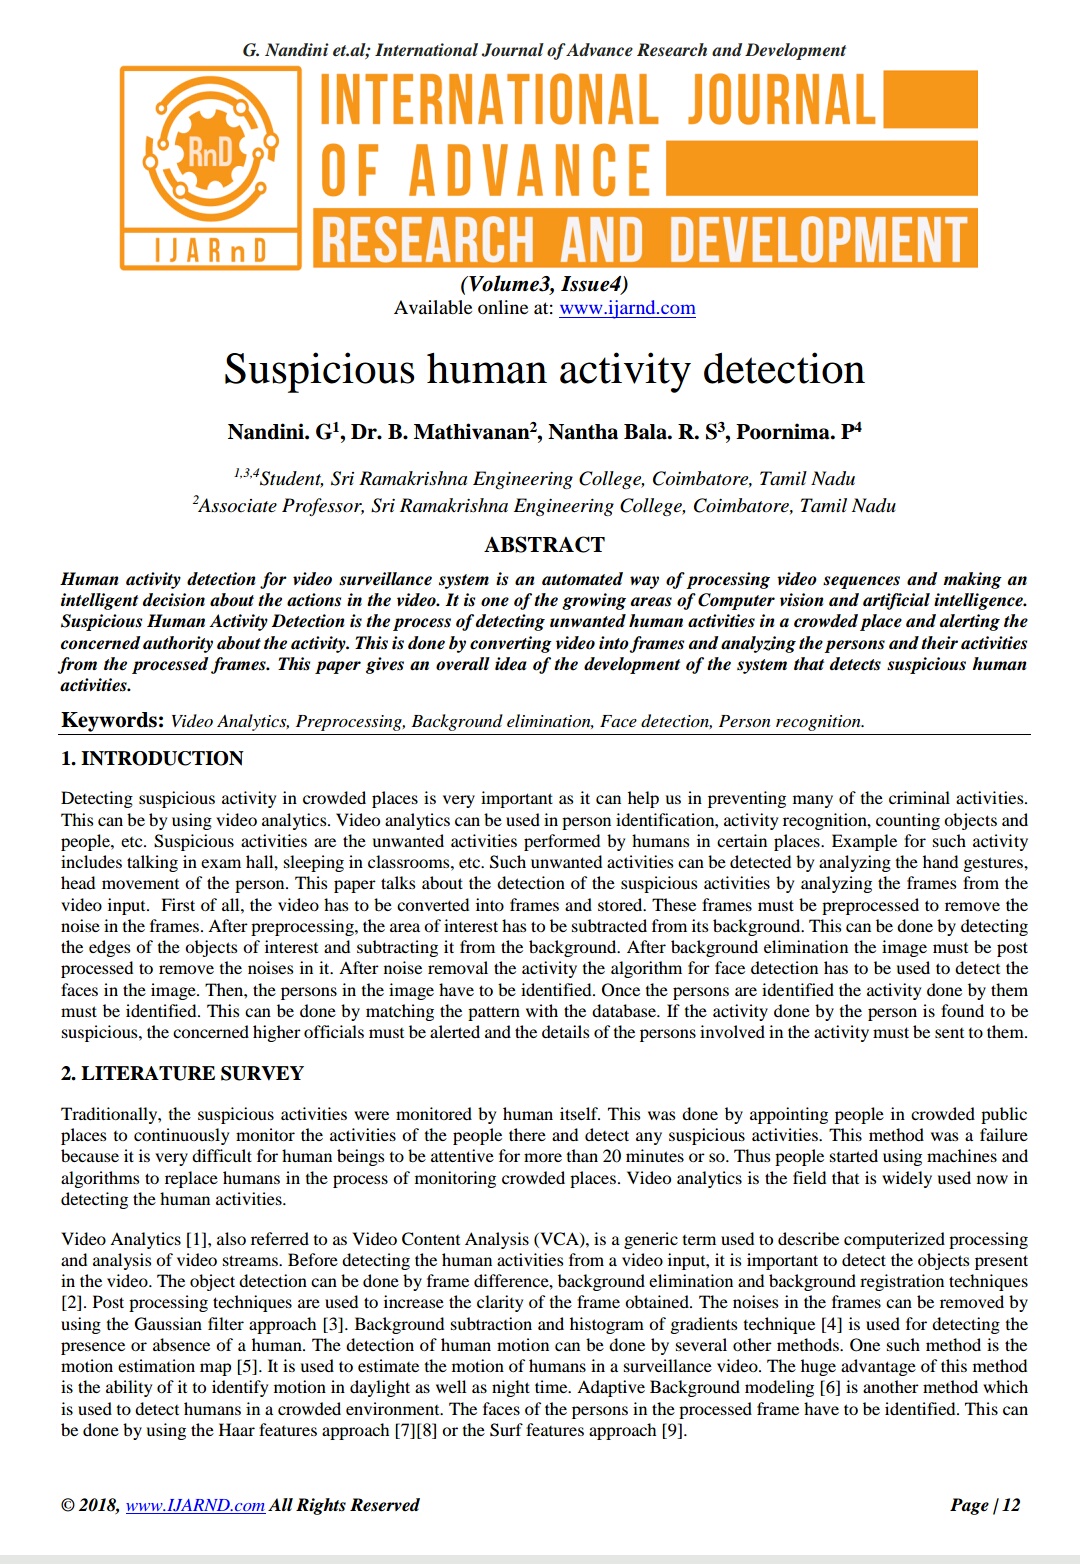 G. Nandini et.al; International Journal of Advance Research and Development
RnD
IJARnD
INTERNATIONAL JOURNAL
OF ADVANCE
RESEARCH AND DEVELOPMENT
(Volume3, Issue4)
Available online at: www.ijarnd.com
Suspicious human activity detection
Nandini. G1, Dr. B. Mathivanan2, Nantha Bala. R. S3, Poornima. P4
1,3,4Student, Sri Ramakrishna Engineering College, Coimbatore, Tamil Nadu
2Associate Professor, Sri Ramakrishna Engineering College, Coimbatore, Tamil Nadu
ABSTRACT
Human activity detection for video surveillance system is an automated way of processing video sequences and making an
intelligent decision about the actions in the video. It is one of the growing areas of Computer vision and artificial intelligence.
Suspicious Human Activity Detection is the process of detecting unwanted human activities in a crowded place and alerting the
concerned authority about the activity. This is done by converting video into frames and analyzing the persons and their activities
from the processed frames. This paper gives an overall idea of the development of the system that detects suspicious human
activities.
Keywords: Video Analytics, Preprocessing, Background elimination, Face detection, Person recognition.
1. INTRODUCTION
Detecting suspicious activity in crowded places is very important as it can help us in preventing many of the criminal activities.
This can be by using video analytics. Video analytics can be used in person identification, activity recognition, counting objects and
people, etc. Suspicious activities are the unwanted activities performed by humans in certain places. Example for such activity
includes talking in exam hall, sleeping in classrooms, etc. Such unwanted activities can be detected by analyzing the hand gestures,
head movement of the person. This paper talks about the detection of the suspicious activities by analyzing the frames from the
video input. First of all, the video has to be converted into frames and stored. These frames must be preprocessed to remove the
noise in the frames. After preprocessing, the area of interest has to be subtracted from its background. This can be done by detecting
the edges of the objects of interest and subtracting it from the background. After background elimination the image must be post
processed to remove the noises in it. After noise removal the activity the algorithm for face detection has to be used to detect the
faces in the image. Then, the persons in the image have to be identified. Once the persons are identified the activity done by them
must be identified. This can be done by matching the pattern with the database. If the activity done by the person is found to be
suspicious, the concerned higher officials must be alerted and the details of the persons involved in the activity must be sent to them.
2. LITERATURE SURVEY
Traditionally, the suspicious activities were monitored by human itself. This was done by appointing people in crowded public
places to continuously monitor the activities of the people there and detect any suspicious activities. This method was a failure
because it is very difficult for human beings to be attentive for more than 20 minutes or so. Thus people started using machines and
algorithms to replace humans in the process of monitoring crowded places. Video analytics is the field that is widely used now in
detecting the human activities.
Video Analytics [1], also referred to as Video Content Analysis (VCA), is a generic term used to describe computerized processing
and analysis of video streams. Before detecting the human activities from a video input, it is important to detect the objects present
in the video. The object detection can be done by frame difference, background elimination and background registration techniques
[2]. Post processing techniques are used to increase the clarity of the frame obtained. The noises in the frames can be removed by
using the Gaussian filter approach [3]. Background subtraction and histogram of gradients technique [4] is used for detecting the
presence or absence of a human. The detection of human motion can be done by several other methods. One such method is the
motion estimation map [5]. It is used to estimate the motion of humans in a surveillance video. The huge advantage of this method
is the ability of it to identify motion in daylight as well as night time. Adaptive Background modeling [6] is another method which
is used to detect humans in a crowded environment. The faces of the persons in the processed frame have to be identified. This can
be done by using the Haar features approach [7][8] or the Surf features approach [9].
© 2018, www.IJARND.com All Rights Reserved
Page | 12